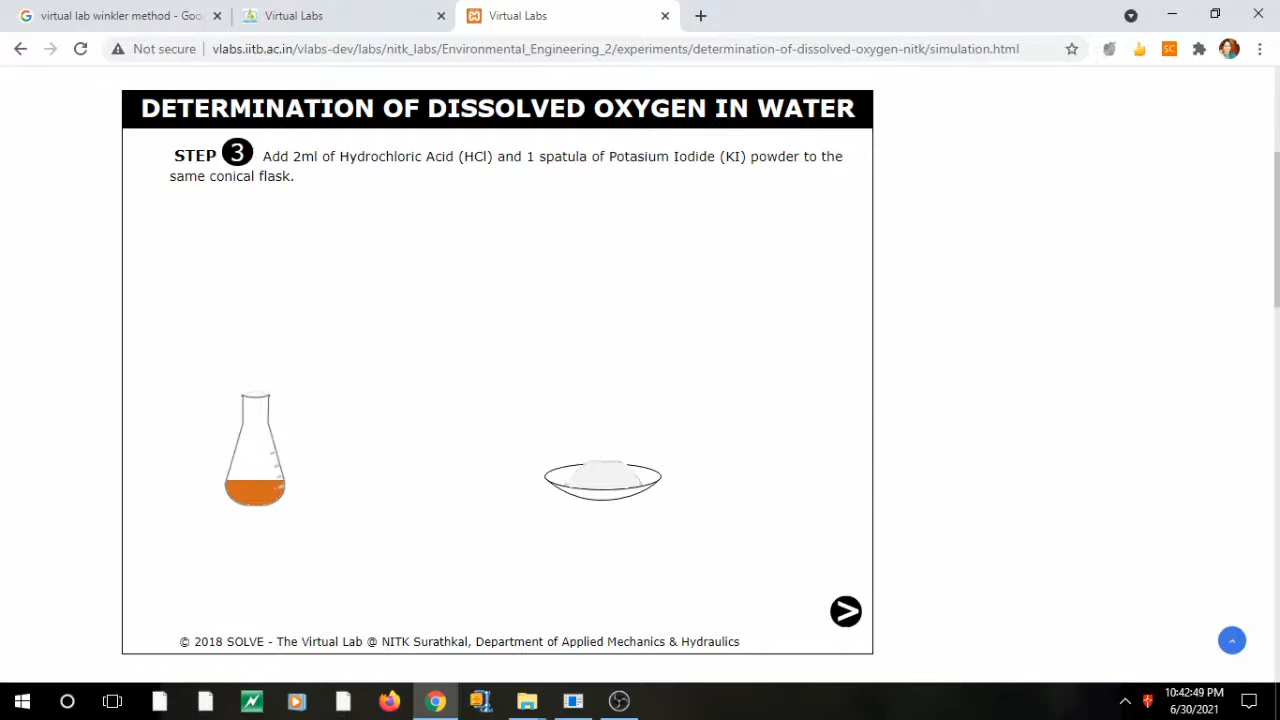 virtual lab winkler method - Goo
Virtual Labs
Virtual Labs
Not secure
vlabs.iitb.ac.in/vlabs-dev/labs/nitk_labs/Environmental_Engineering_2/experiments/determination-of-dissolved-oxygen-nitk/simulation.html
SC
DETERMINATION OF DISSOLVED OXYGEN IN WATER
STEP 3 Add 2ml of Hydrochloric Acid (HCl) and 1 spatula of Potasium Iodide (KI) powder to the
same conical flask.
>
© 2018 SOLVE - The Virtual Lab @ NITK Surathkal, Department of Applied Mechanics & Hydraulics
10:42:49 PM
6/30/2021